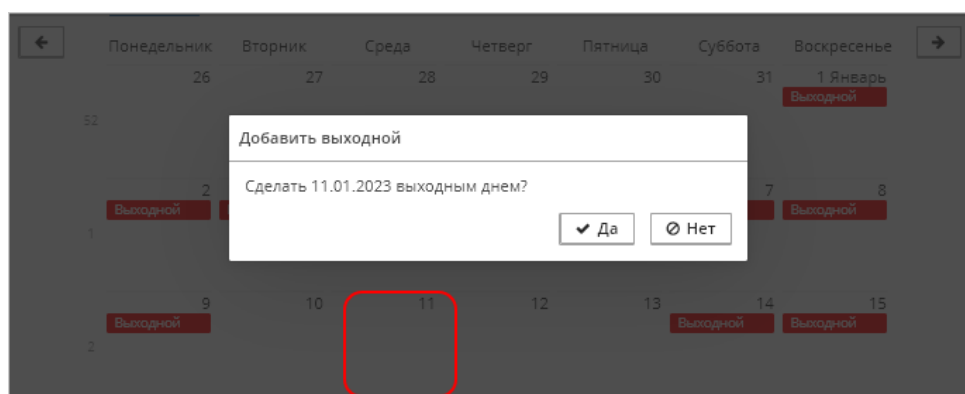 Понедельник Вторник Среда Четверг Пятница Суббота Воскресенье
26 27 28 29 30 31 1 Январь
Выходной
52
Добавить выходной
Сделать 11.01.2023 выходным днем?
Да Нет
2 7 8
Выходной Выходной
1
9 10 11 12 13 14 15
Выходной Выходной Выходной
2